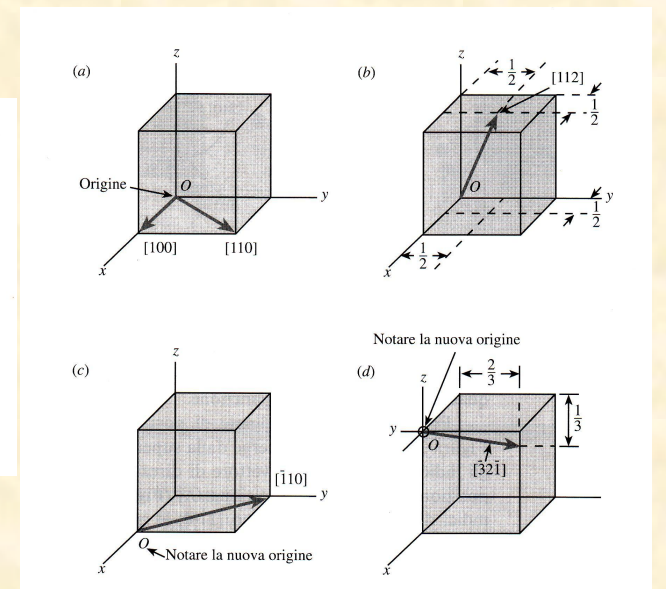 (a)
z
Origine
O
y
[100]
[110]
x
(b)
z
1/2
[112]
1/2
O
y
1/2
1/2
x
(c)
z
[1̄10]
y
O
Notare la nuova origine
x
Notare la nuova origine
(d)
z
2/3
y
O
1/3
[3̄21̄]
x